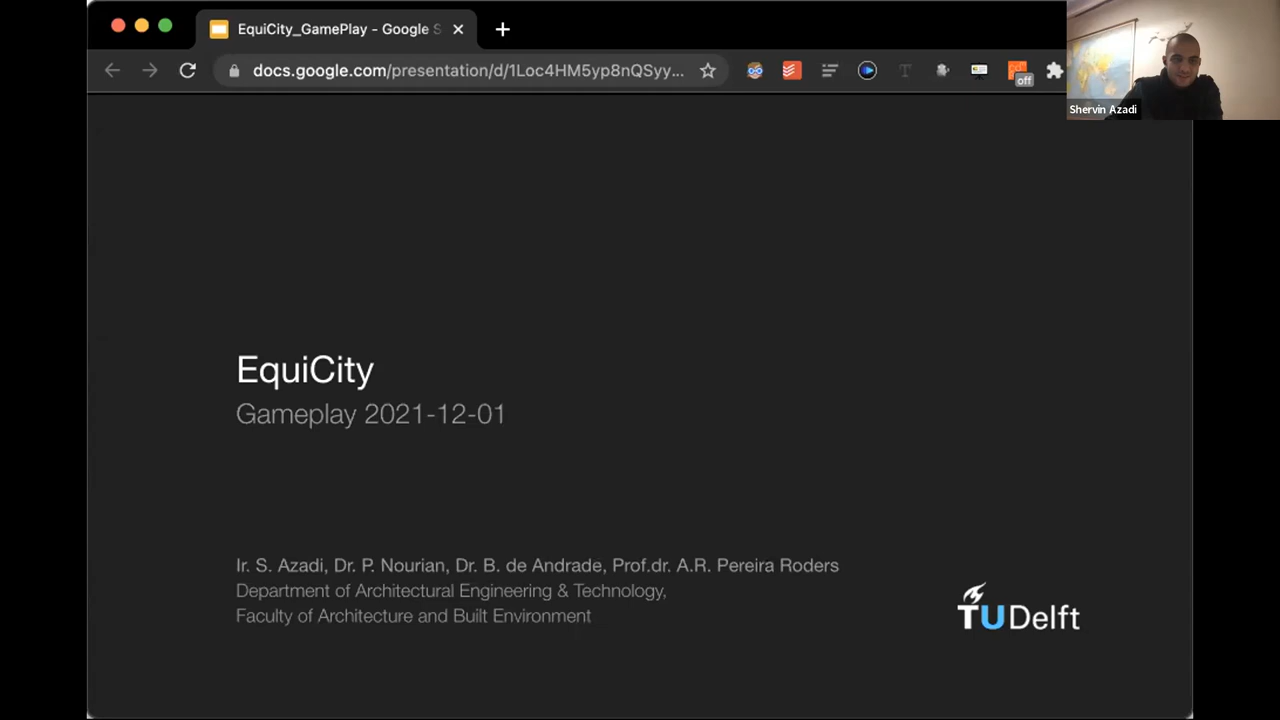 EquiCity_GamePlay - Google S
docs.google.com/presentation/d/1Loc4HM5yp8nQSyy...
off
Shervin Azadi
EquiCity
Gameplay 2021-12-01
Ir. S. Azadi, Dr. P. Nourian, Dr. B. de Andrade, Prof.dr. A.R. Pereira Roders
Department of Architectural Engineering & Technology,
Faculty of Architecture and Built Environment
TUDelft